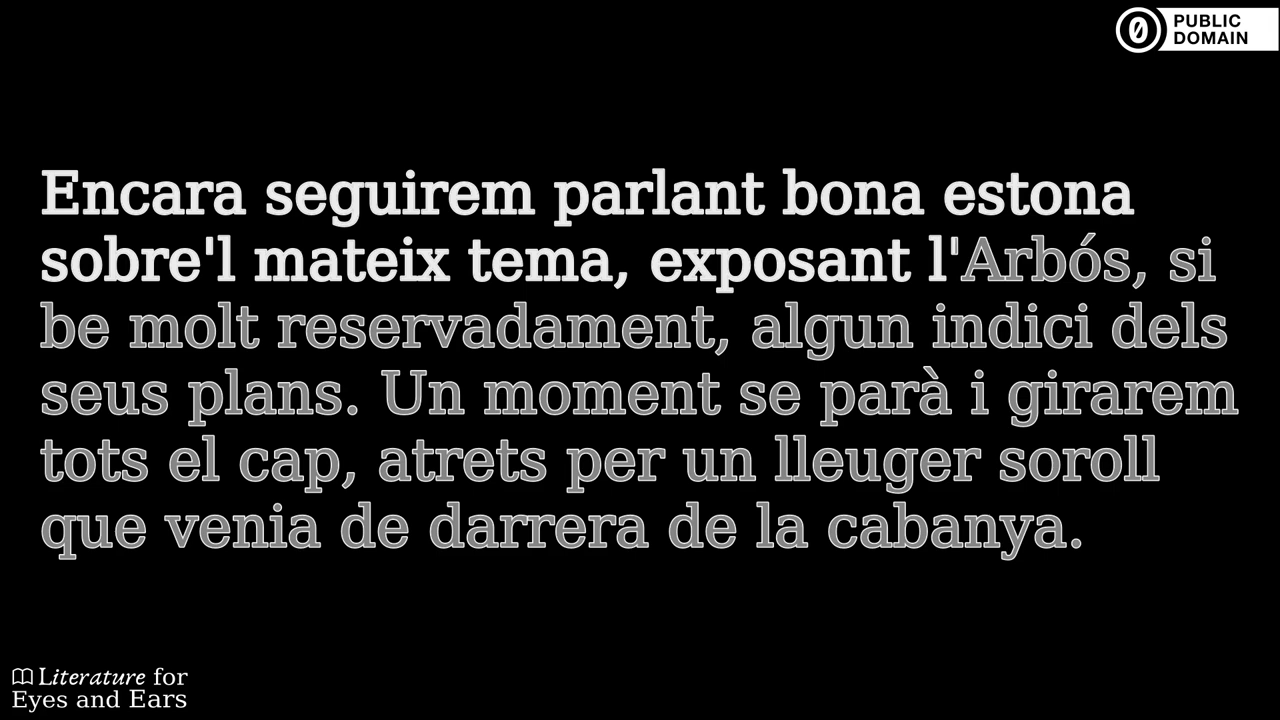 PUBLIC
DOMAIN
Encara seguirem parlant bona estona
sobre'l mateix tema, exposant l'Arbós, si
be molt reservadament, algun indici dels
seus plans. Un moment se parà i girarem
tots el cap, atrets per un lleuger soroll
que venia de darrera de la cabanya.
Literature for
Eyes and Ears